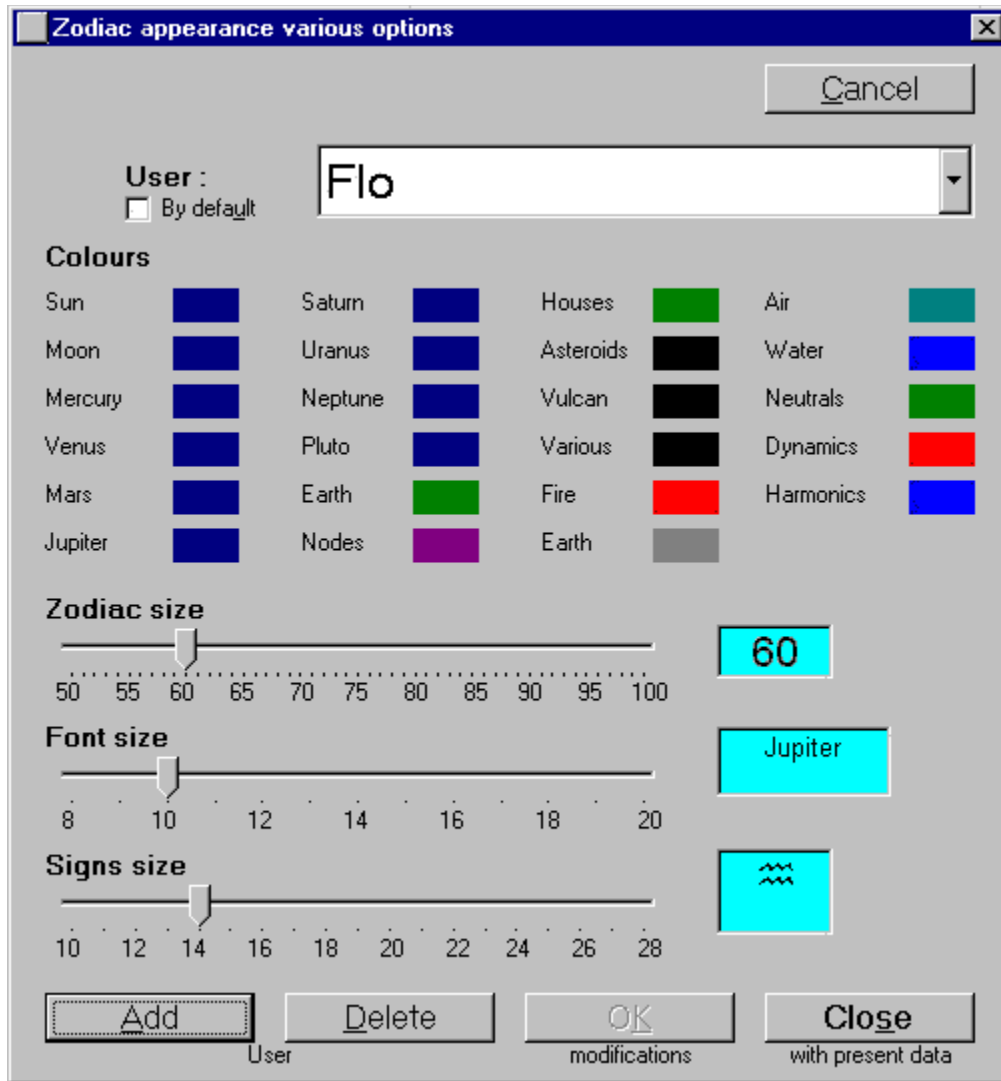 Zodiac appearance various options
Cancel
User :
Flo
By default
Colours
Sun Saturn Houses Air
Moon Uranus Asteroids Water
Mercury Neptune Vulcan Neutrals
Venus Pluto Various Dynamics
Mars Earth Fire Harmonics
Jupiter Nodes Earth
Zodiac size
60
50 55 60 65 70 75 80 85 90 95 100
Font size
Jupiter
8 10 12 14 16 18 20
Signs size
♒
10 12 14 16 18 20 22 24 26 28
Add Delete OK Close
User modifications with present data